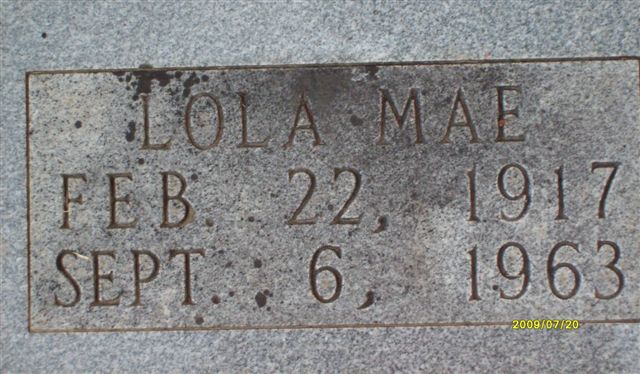 LOLA MAE
FEB. 22, 1917
SEPT. 6, 1963
2009/07/20